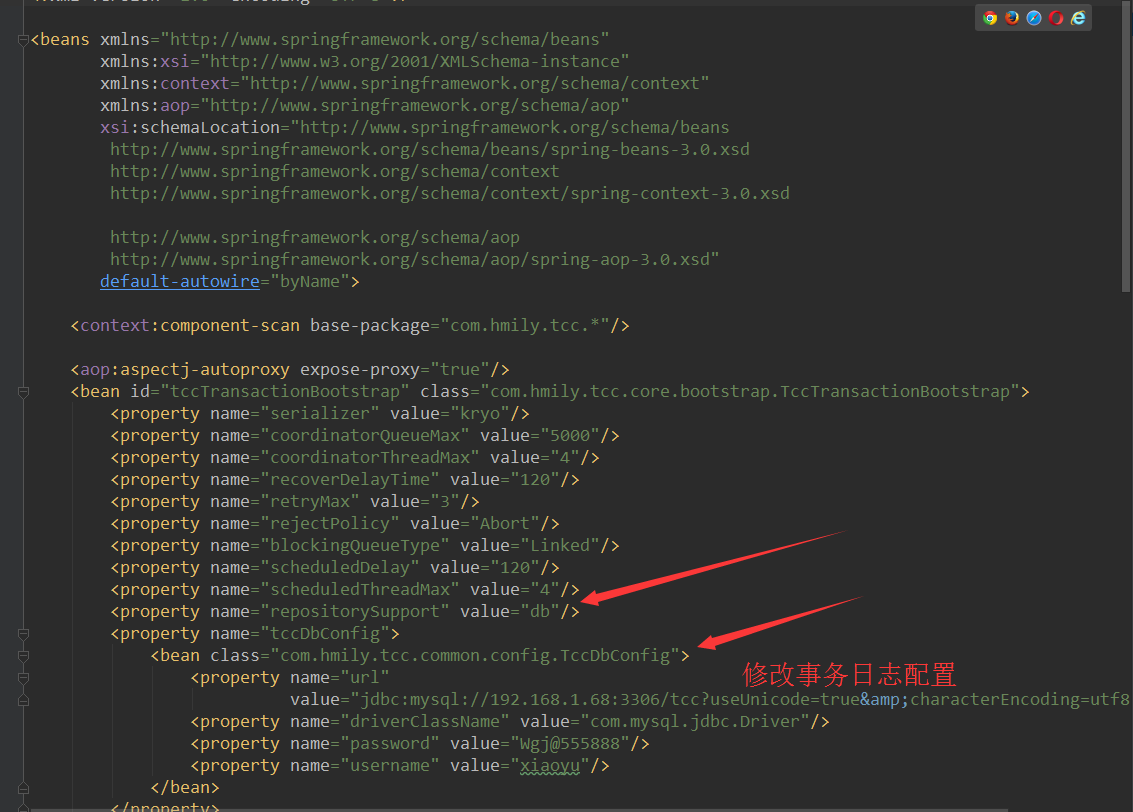 <beans xmlns="http://www.springframework.org/schema/beans"
xmlns:xsi="http://www.w3.org/2001/XMLSchema-instance"
xmlns:context="http://www.springframework.org/schema/context"
xmlns:aop="http://www.springframework.org/schema/aop"
xsi:schemaLocation="http://www.springframework.org/schema/beans
http://www.springframework.org/schema/beans/spring-beans-3.0.xsd
http://www.springframework.org/schema/context
http://www.springframework.org/schema/context/spring-context-3.0.xsd
http://www.springframework.org/schema/aop
http://www.springframework.org/schema/aop/spring-aop-3.0.xsd"
default-autowire="byName">
<context:component-scan base-package="com.hmily.tcc.*"/>
<aop:aspectj-autoproxy expose-proxy="true"/>
<bean id="tccTransactionBootstrap" class="com.hmily.tcc.core.bootstrap.TccTransactionBootstrap">
<property name="serializer" value="kryo"/>
<property name="coordinatorQueueMax" value="5000"/>
<property name="coordinatorThreadMax" value="4"/>
<property name="recoverDelayTime" value="120"/>
<property name="retryMax" value="3"/>
<property name="rejectPolicy" value="Abort"/>
<property name="blockingQueueType" value="Linked"/>
<property name="scheduledDelay" value="120"/>
<property name="scheduledThreadMax" value="4"/>
<property name="repositorySupport" value="db"/>
<property name="tccDbConfig">
<bean class="com.hmily.tcc.common.config.TccDbConfig">
修改事务日志配置
<property name="url"
value="jdbc:mysql://192.168.1.68:3306/tcc?useUnicode=true&amp;characterEncoding=utf8
<property name="driverClassName" value="com.mysql.jdbc.Driver"/>
<property name="password" value="Wgj@555888"/>
<property name="username" value="xiaoyu"/>
</bean>
</property>